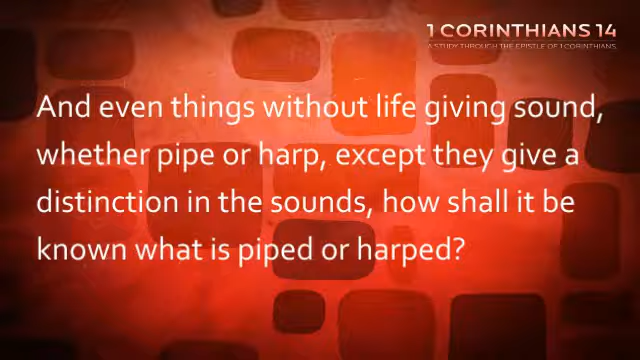 1 CORINTHIANS 14
A STUDY THROUGH THE EPISTLE OF 1 CORINTHIANS.
And even things without life giving sound,
whether pipe or harp, except they give a
distinction in the sounds, how shall it be
known what is piped or harped?